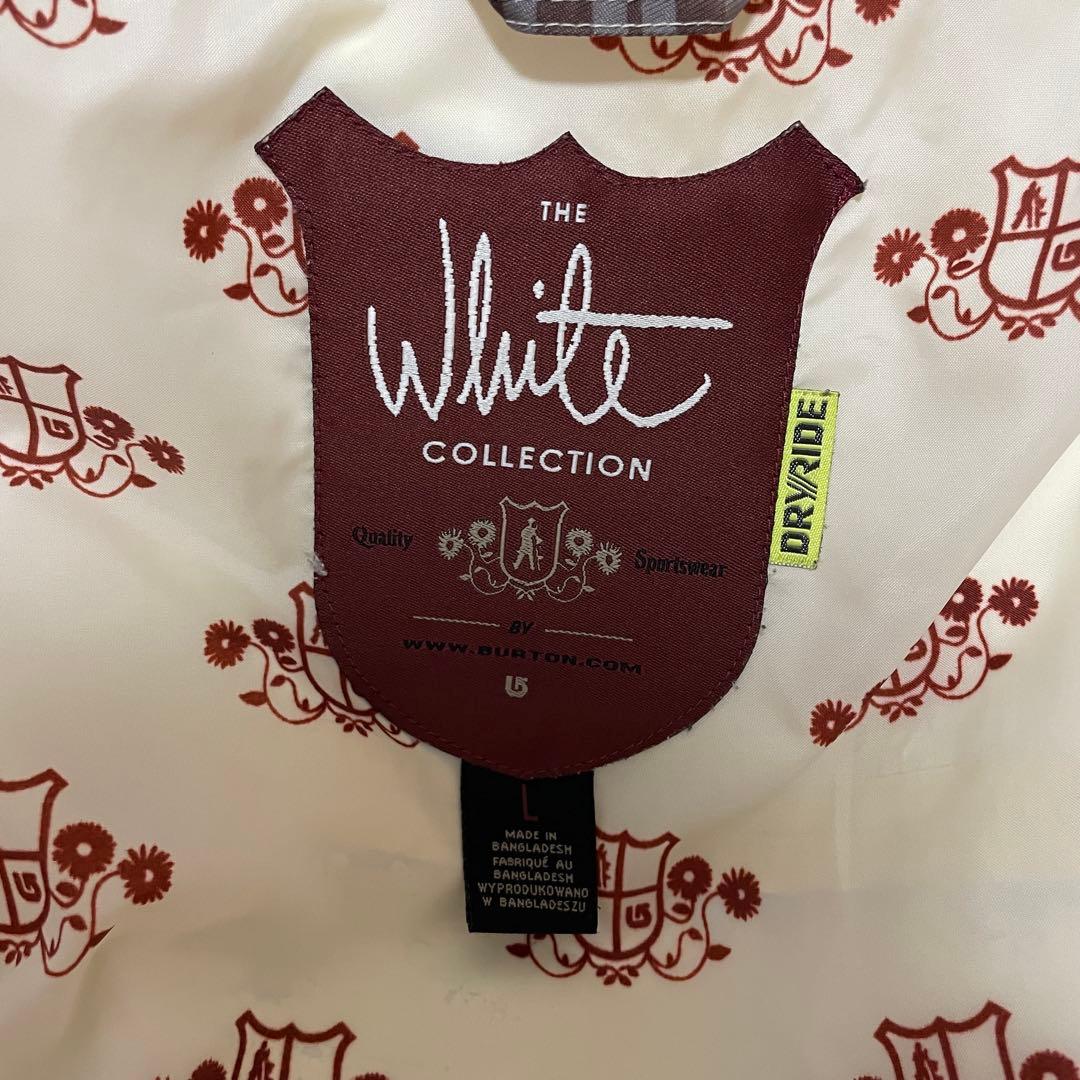 THE
White
COLLECTION
Quality Sportswear
BY
WWW.BURTON.COM
DRYRIDE
L
MADE IN
BANGLADESH
FABRIQUÉ AU
BANGLADESH
WYPRODUKOWANO
W BANGLADESZU